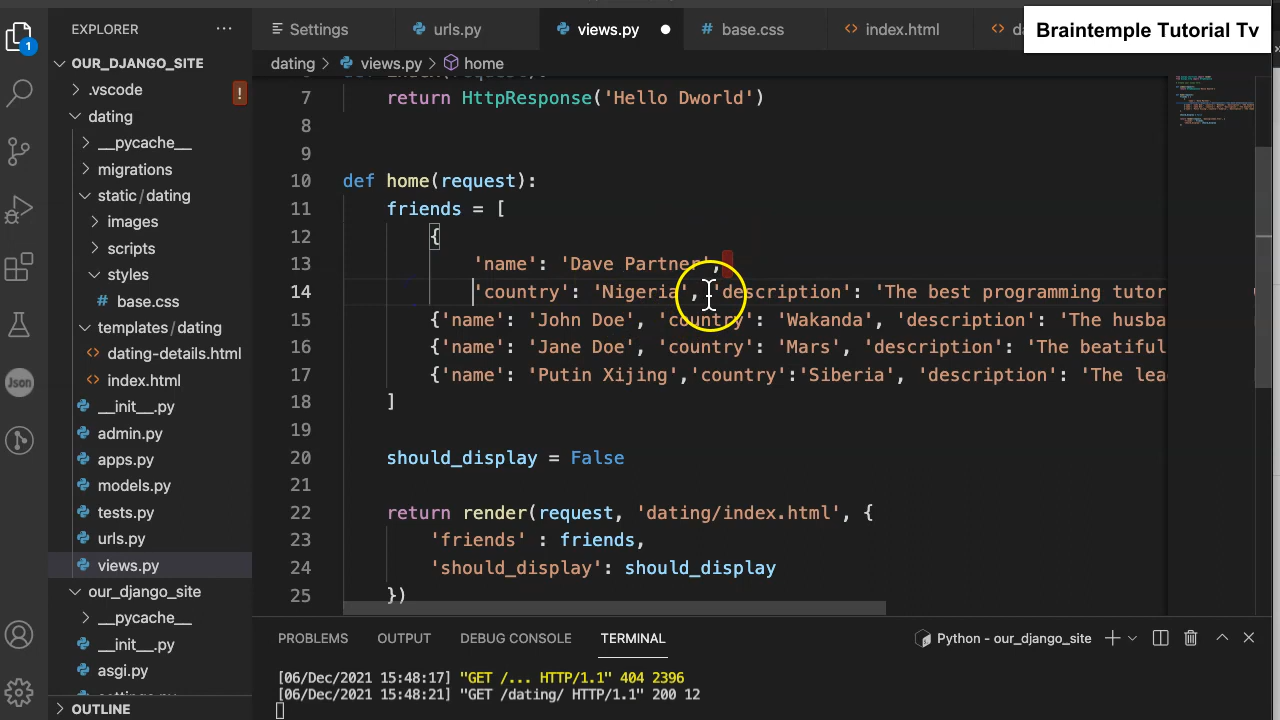 EXPLORER
Settings
urls.py
views.py
base.css
index.html
Braintemple Tutorial Tv
1
OUR_DJANGO_SITE
dating > views.py > home
.vscode
!
dating
__pycache__
migrations
static / dating
images
scripts
styles
base.css
templates / dating
dating-details.html
index.html
__init__.py
admin.py
apps.py
models.py
tests.py
urls.py
views.py
our_django_site
__pycache__
__init__.py
asgi.py
OUTLINE
Json
7 return HttpResponse('Hello Dworld')
8
9
10 def home(request):
11 friends = [
12 {
13 'name': 'Dave Partner',
14 'country': 'Nigeria', 'description': 'The best programming tutor
15 {'name': 'John Doe', 'country': 'Wakanda', 'description': 'The husba
16 {'name': 'Jane Doe', 'country': 'Mars', 'description': 'The beatiful
17 {'name': 'Putin Xijing','country':'Siberia', 'description': 'The lea
18 ]
19
20 should_display = False
21
22 return render(request, 'dating/index.html', {
23 'friends' : friends,
24 'should_display': should_display
25 })
PROBLEMS OUTPUT DEBUG CONSOLE TERMINAL
Python - our_django_site
[06/Dec/2021 15:48:17] "GET /... HTTP/1.1" 404 2396
[06/Dec/2021 15:48:21] "GET /dating/ HTTP/1.1" 200 12